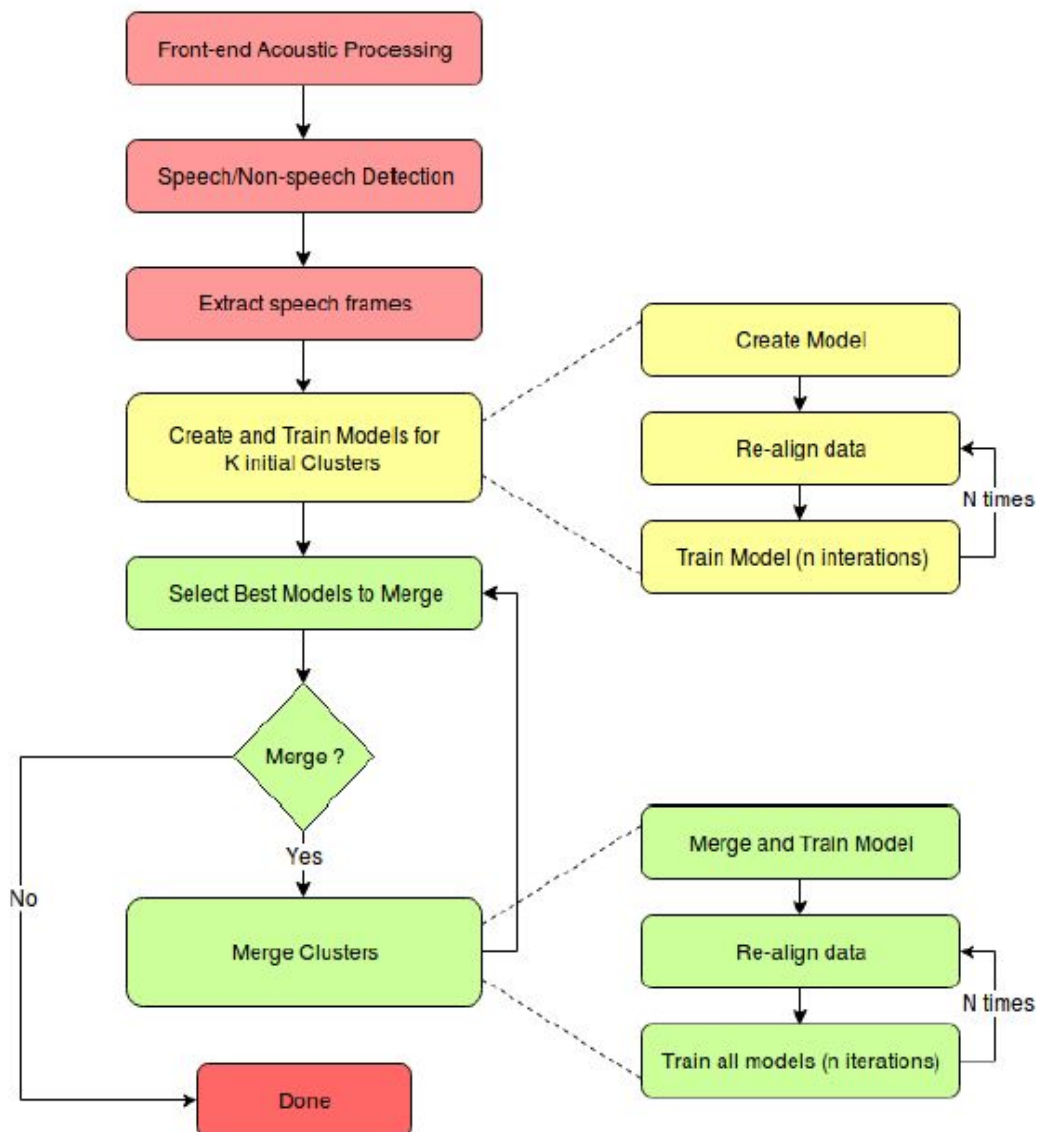 Front-end Acoustic Processing
Speech/Non-speech Detection
Extract speech frames
Create and Train Models for
K initial Clusters
Select Best Models to Merge
Merge ?
Yes
No
Merge Clusters
Done
Create Model
Re-align data
N times
Train Model (n interations)
Merge and Train Model
Re-align data
N times
Train all models (n iterations)